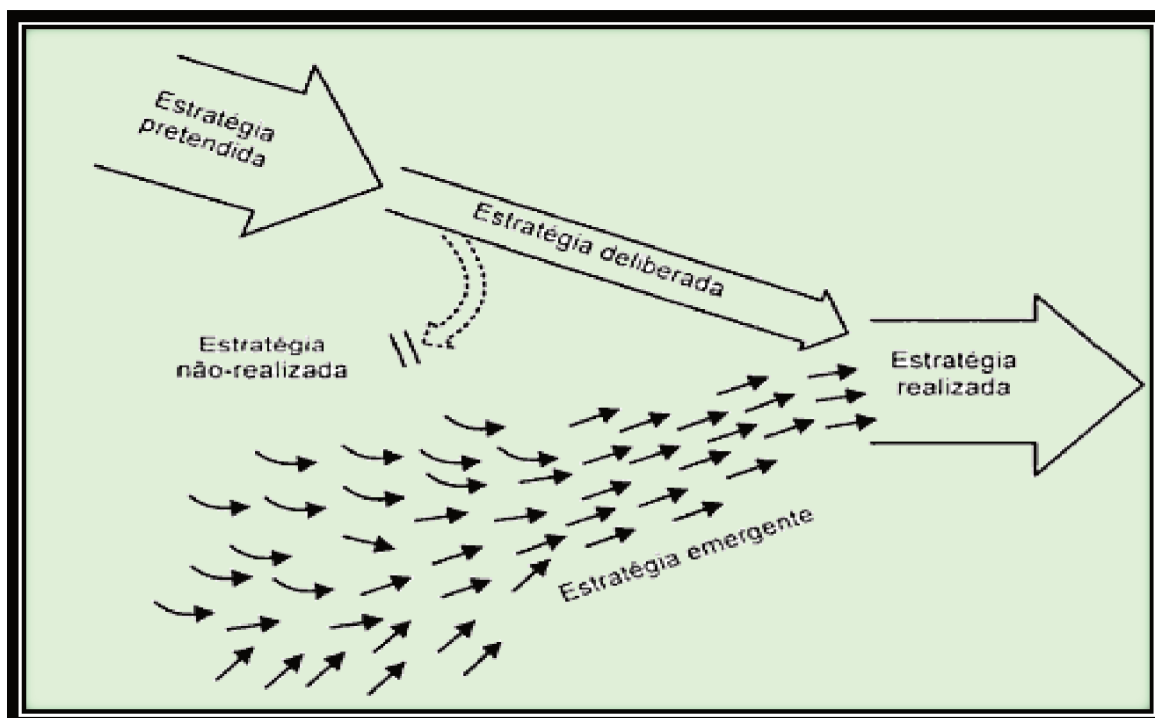 Estratégia
pretendida
Estratégia deliberada
Estratégia
não-realizada
Estratégia
realizada
Estratégia emergente